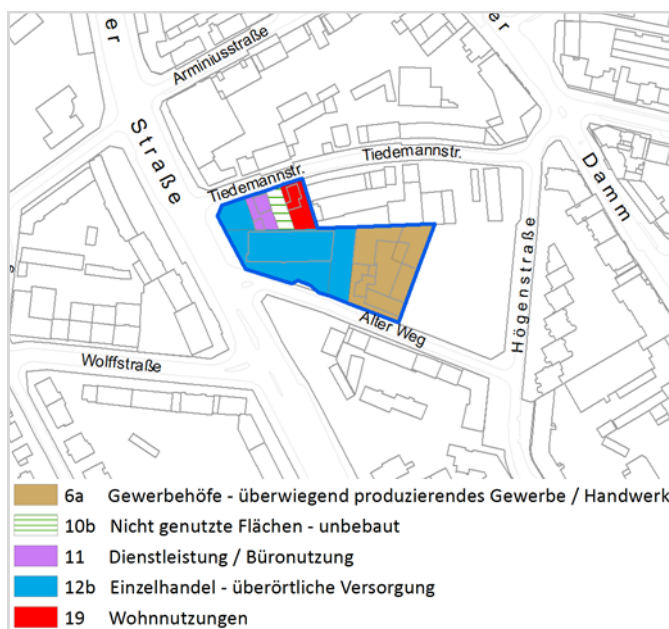 er
Arminiusstraße
Straße
er
Tiedemannstr.
Tiedemannstr.
Damm
Högenstraße
Alter Weg
Wolffstraße
6a Gewerbehöfe - überwiegend produzierendes Gewerbe / Handwerk
10b Nicht genutzte Flächen - unbebaut
11 Dienstleistung / Büronutzung
12b Einzelhandel - überörtliche Versorgung
19 Wohnnutzungen